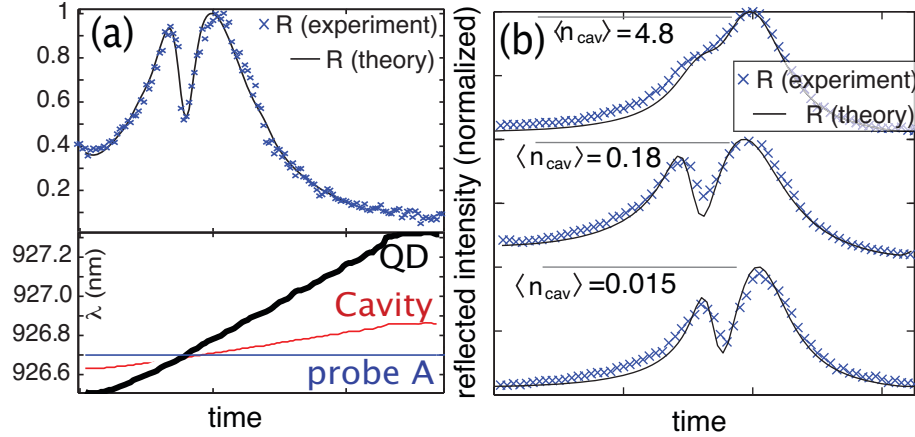 (a)
× R (experiment)
— R (theory)
1
0.8
0.6
0.4
0.2
927.2
927.0
926.8
926.6
λ (nm)
QD
Cavity
probe A
time
(b)
reflected intensity (normalized)
⟨n_cav⟩=4.8
× R (experiment)
— R (theory)
⟨n_cav⟩=0.18
⟨n_cav⟩=0.015
time